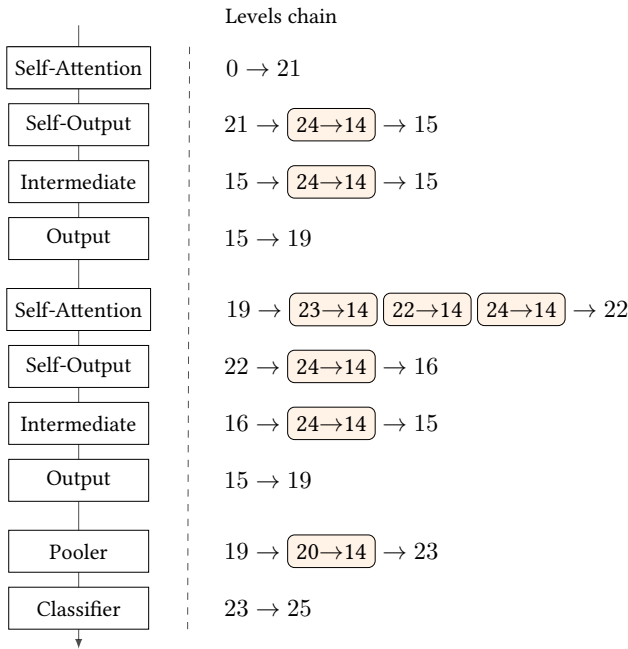 Levels chain
Self-Attention 0 → 21
Self-Output 21 → 24→14 → 15
Intermediate 15 → 24→14 → 15
Output 15 → 19
Self-Attention 19 → 23→14 22→14 24→14 → 22
Self-Output 22 → 24→14 → 16
Intermediate 16 → 24→14 → 15
Output 15 → 19
Pooler 19 → 20→14 → 23
Classifier 23 → 25